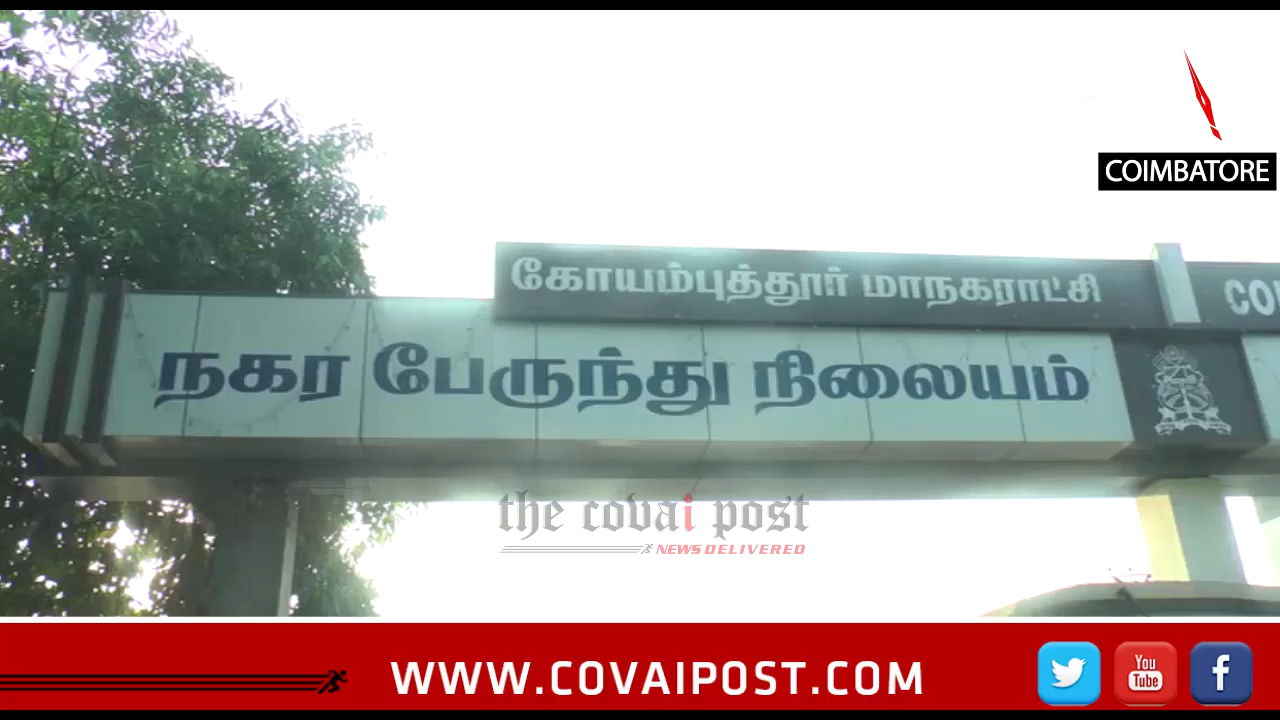 COIMBATORE
கோயம்புத்தூர் மாநகராட்சி
நகர பேருந்து நிலையம்
the covai post
NEWS DELIVERED
WWW.COVAIPOST.COM
You
Tube